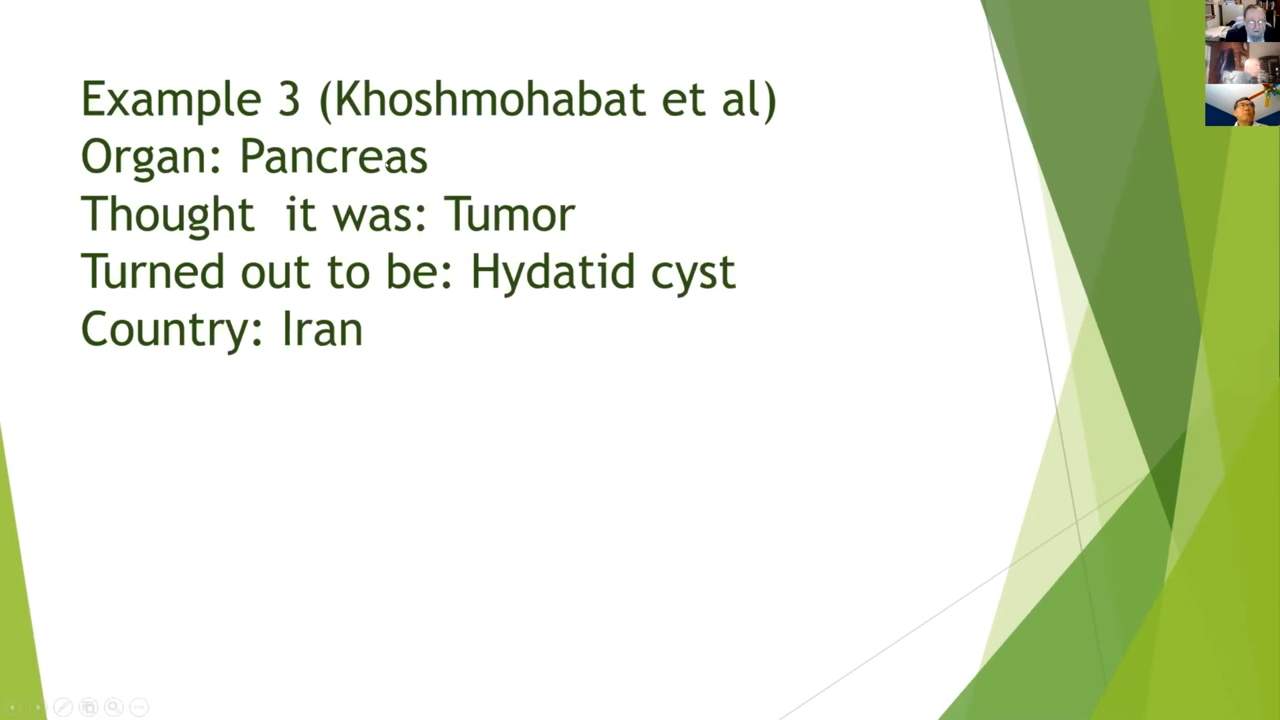 Example 3 (Khoshmohabat et al)
Organ: Pancreas
Thought  it was: Tumor
Turned out to be: Hydatid cyst
Country: Iran